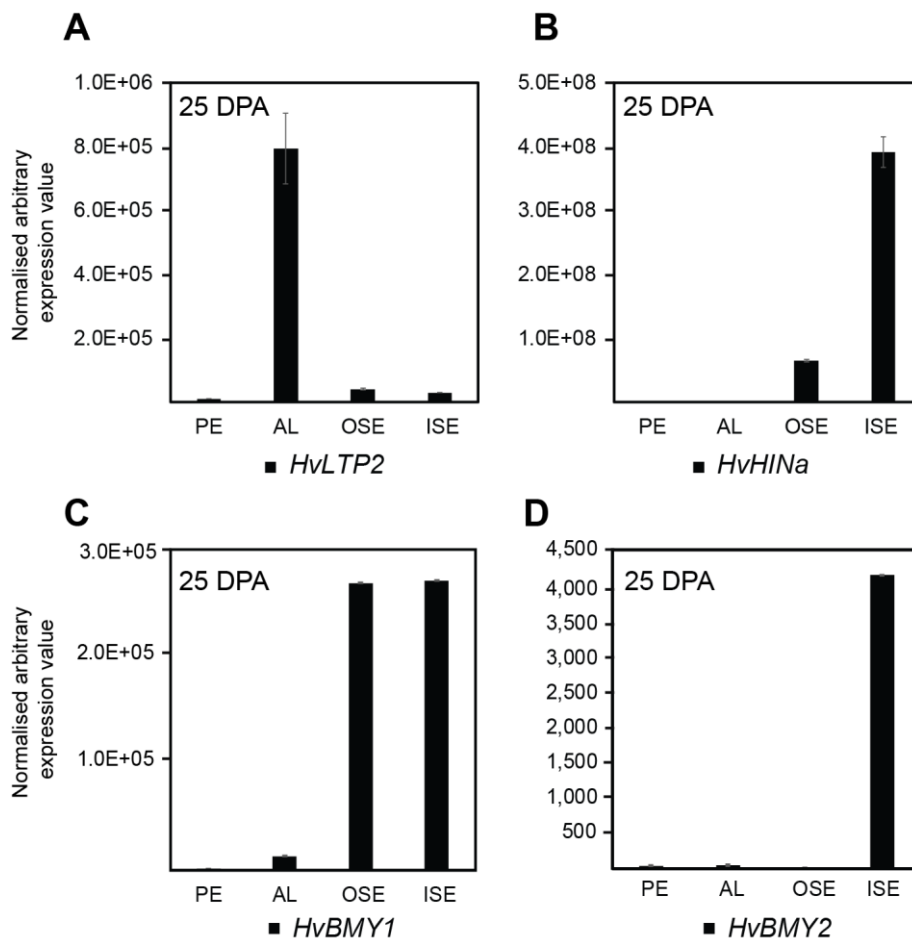 A
Normalised arbitrary
expression value
1.0E+06
8.0E+05
6.0E+05
4.0E+05
2.0E+05
25 DPA
PE AL OSE ISE
■ HvLTP2
B
5.0E+08
4.0E+08
3.0E+08
2.0E+08
1.0E+08
25 DPA
PE AL OSE ISE
■ HvHINa
C
Normalised arbitrary
expression value
3.0E+05
2.0E+05
1.0E+05
25 DPA
PE AL OSE ISE
■ HvBMY1
D
4,500
4,000
3,500
3,000
2,500
2,000
1,500
1,000
500
25 DPA
PE AL OSE ISE
■ HvBMY2